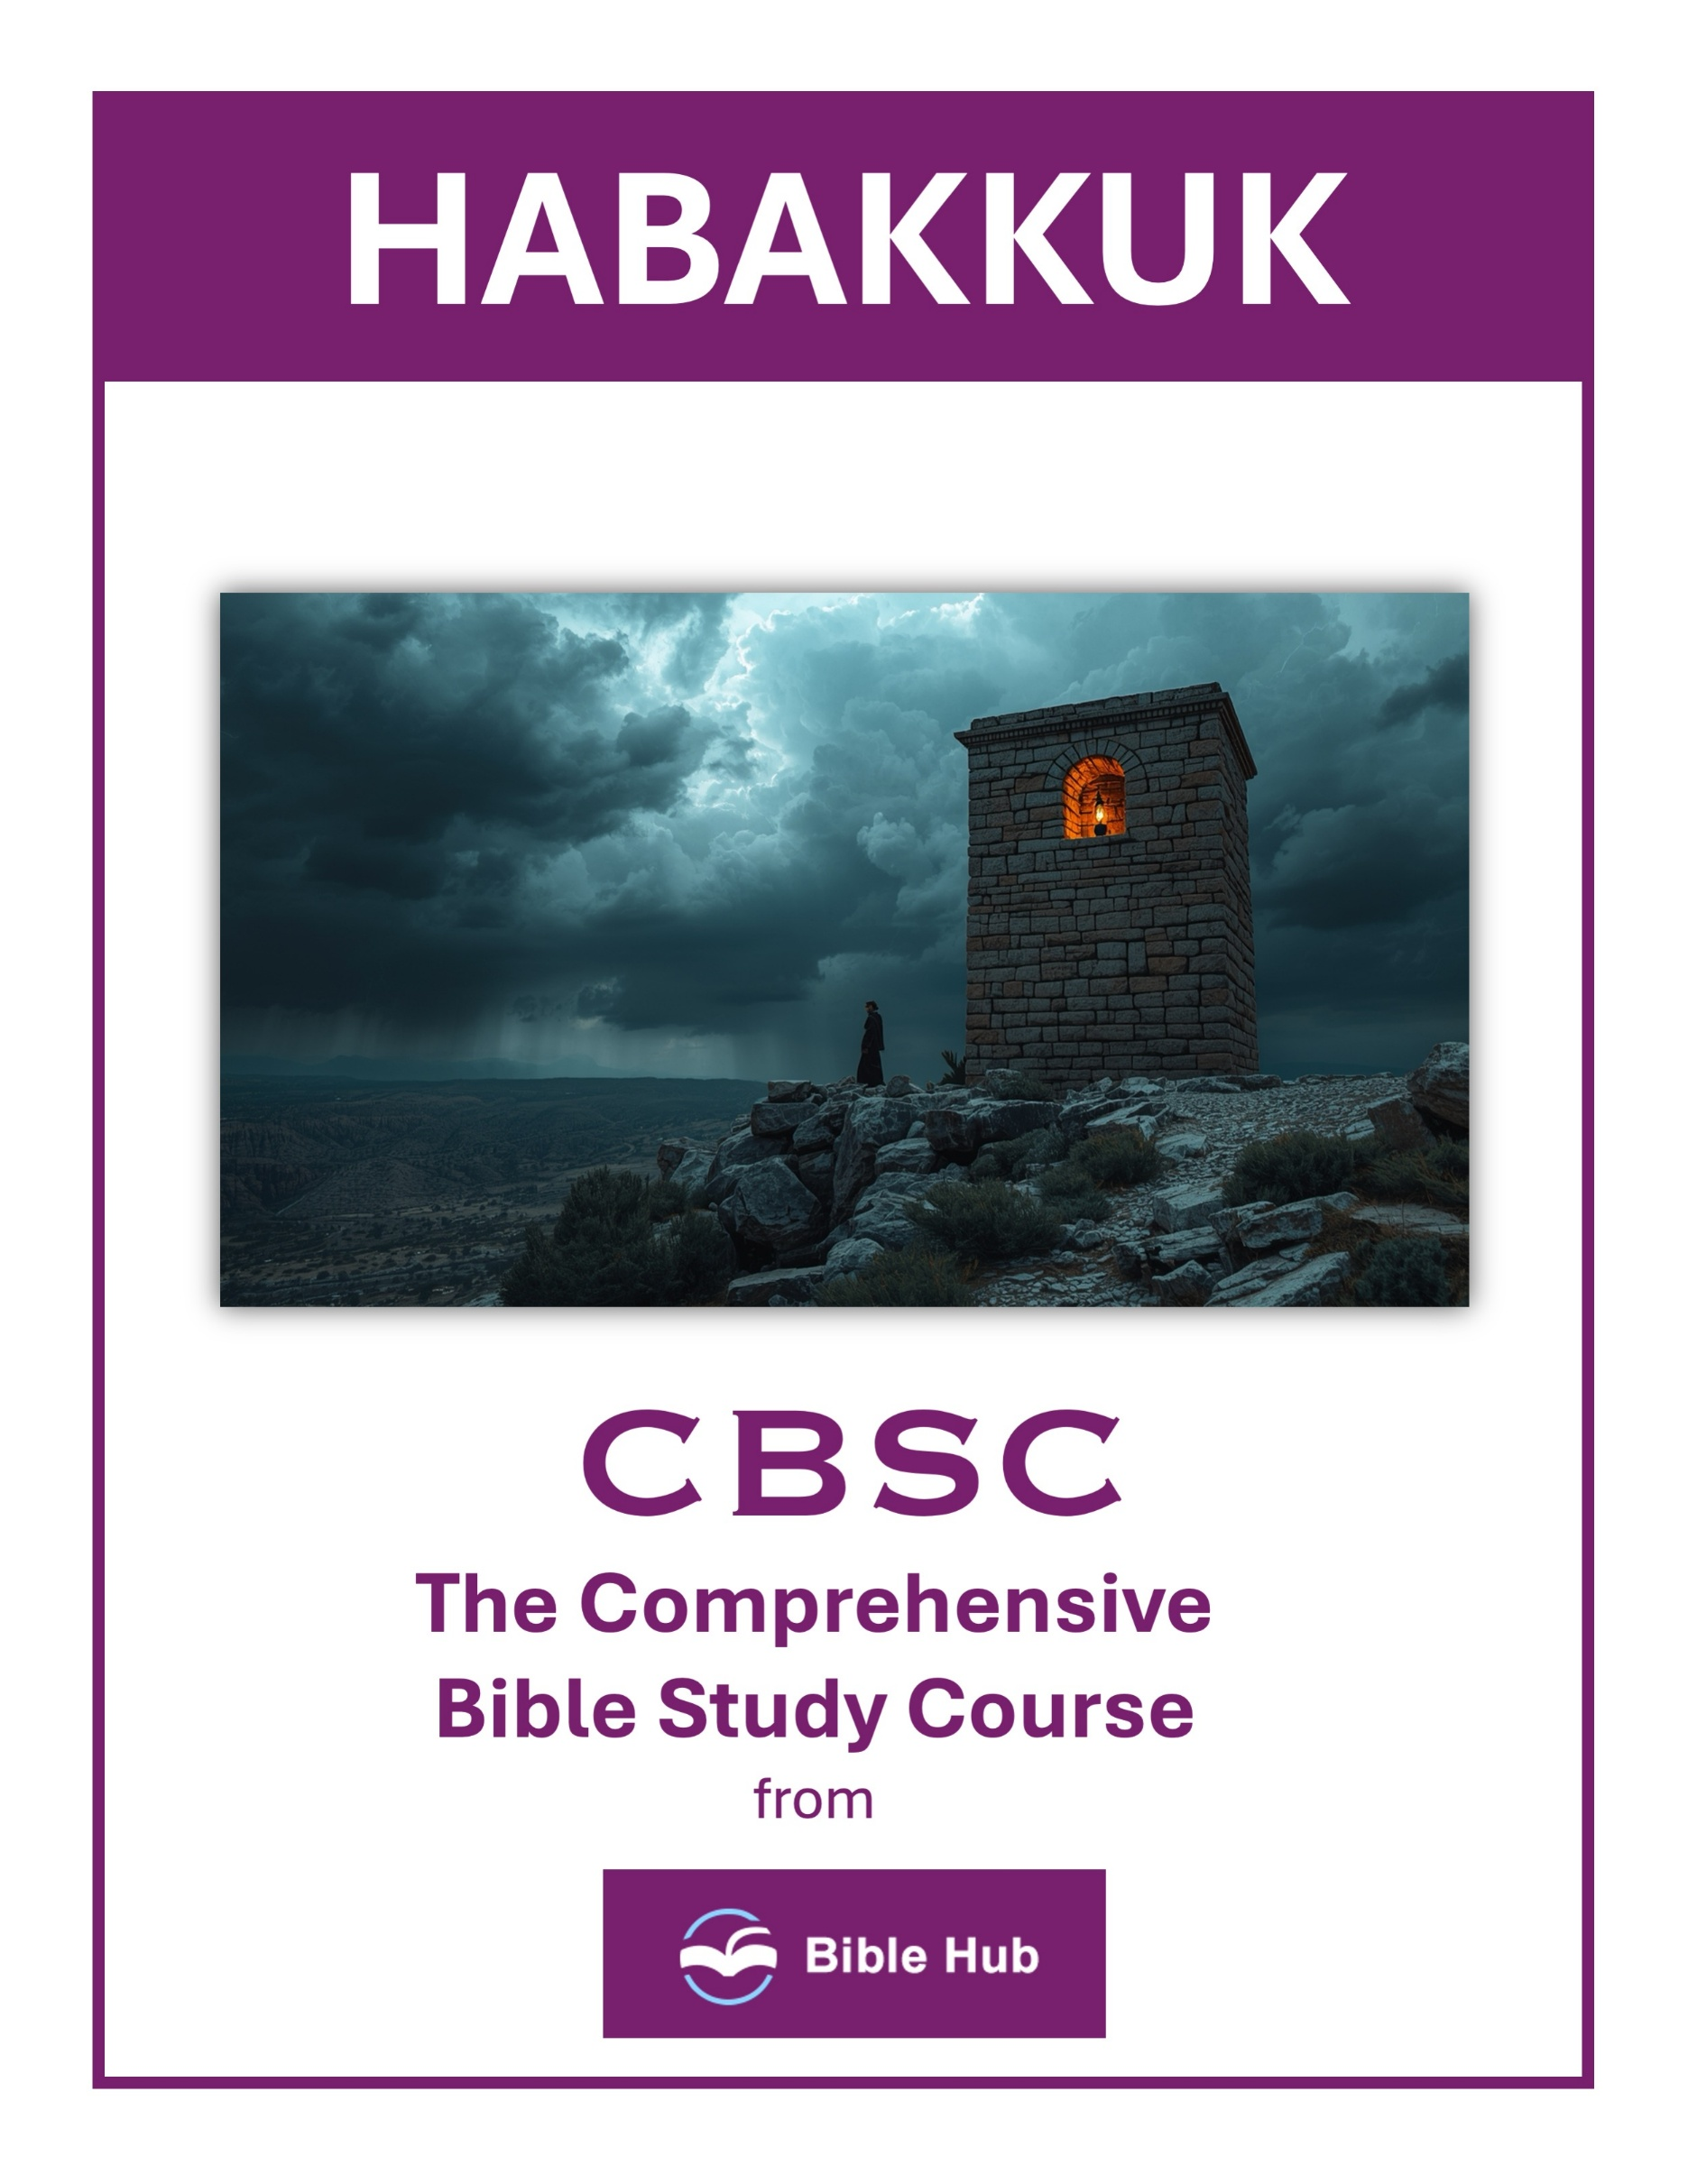 HABAKKUK
CBSC
The Comprehensive
Bible Study Course
from
Bible Hub